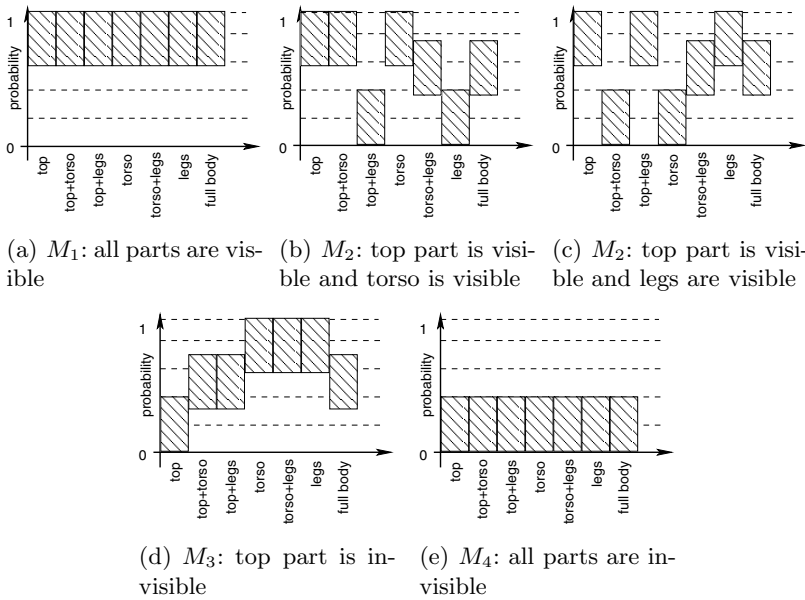 1
probability
0
top
top+torso
top+legs
torso
torso+legs
legs
full body
(a) M₁: all parts are vis-
ible
1
probability
0
top
top+torso
top+legs
torso
torso+legs
legs
full body
(b) M₂: top part is visi-
ble and torso is visible
1
probability
0
top
top+torso
top+legs
torso
torso+legs
legs
full body
(c) M₂: top part is visi-
ble and legs are visible
1
probability
0
top
top+torso
top+legs
torso
torso+legs
legs
full body
(d) M₃: top part is in-
visible
1
probability
0
top
top+torso
top+legs
torso
torso+legs
legs
full body
(e) M₄: all parts are in-
visible